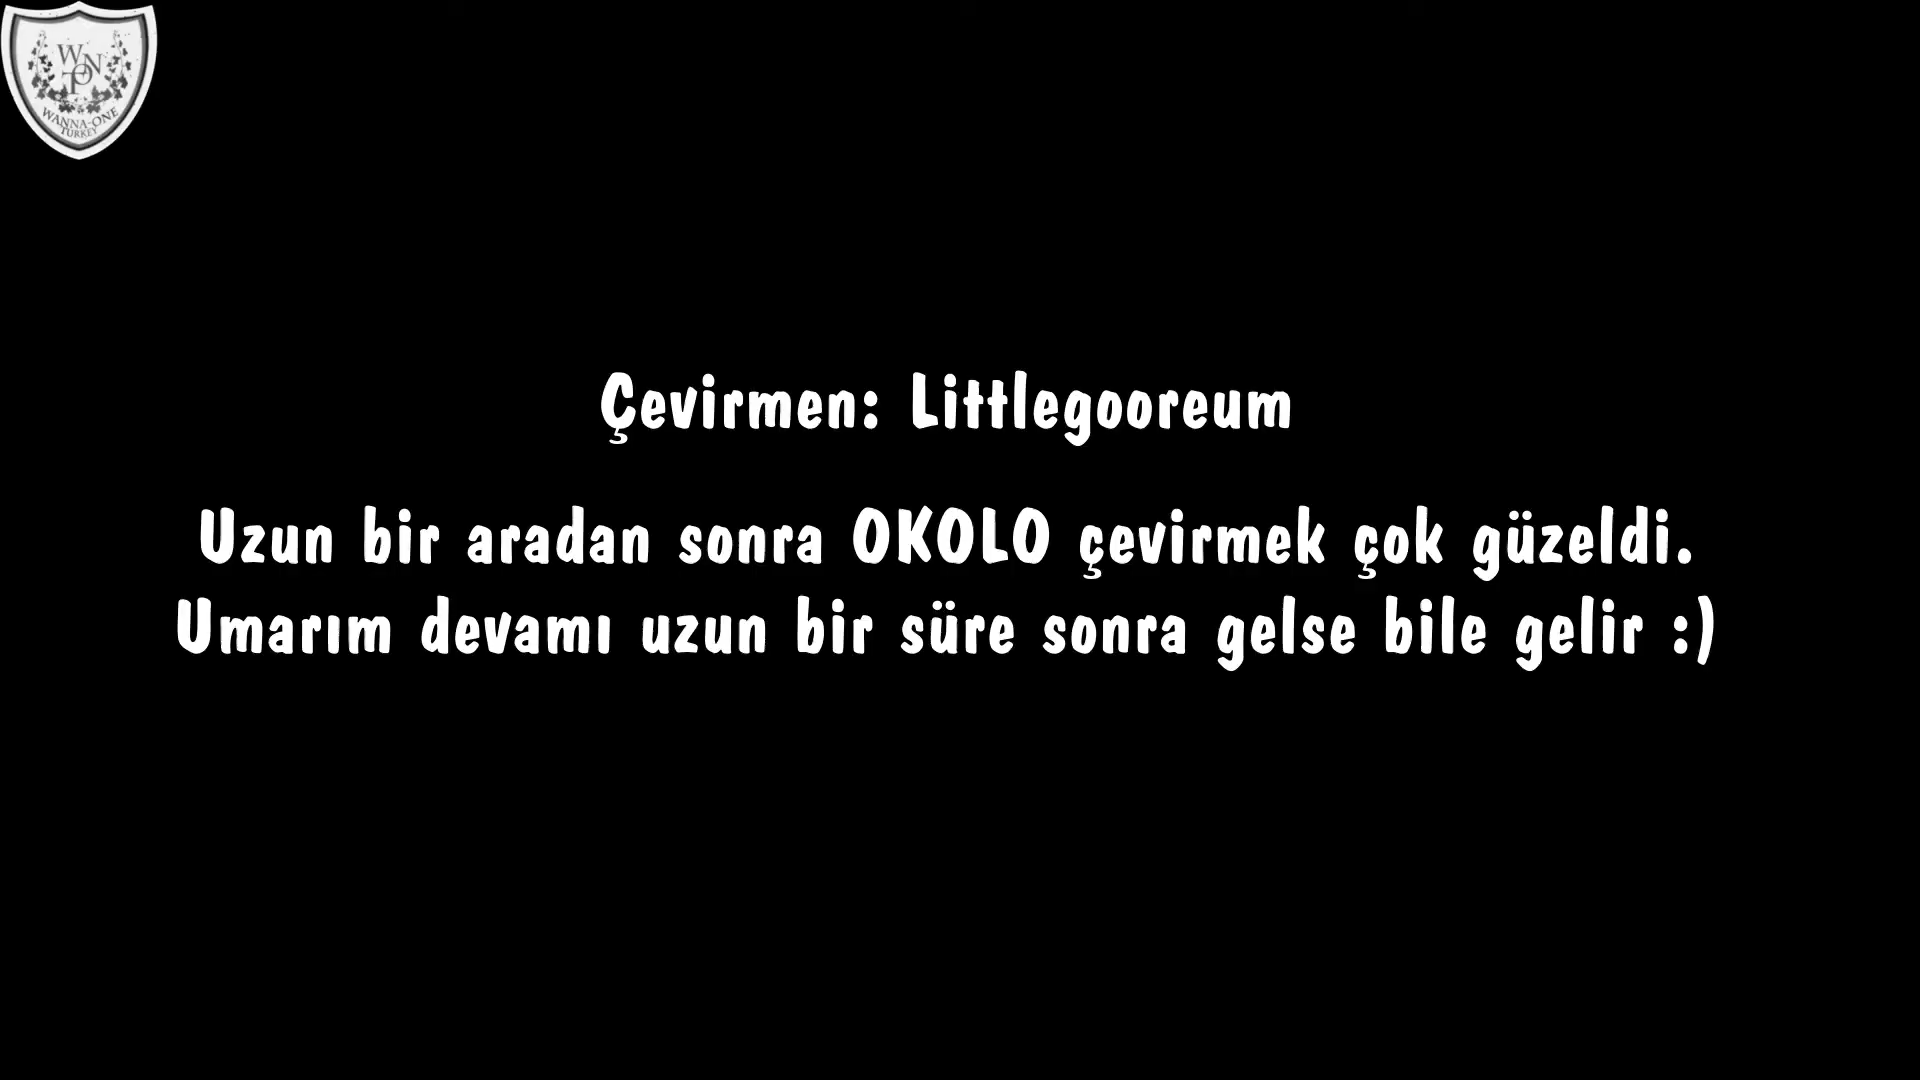 WNTON
WANNA-ONE
TURKEY
Çevirmen: Littlegooreum
Uzun bir aradan sonra OKOLO çevirmek çok güzeldi.
Umarım devamı uzun bir süre sonra gelse bile gelir :)